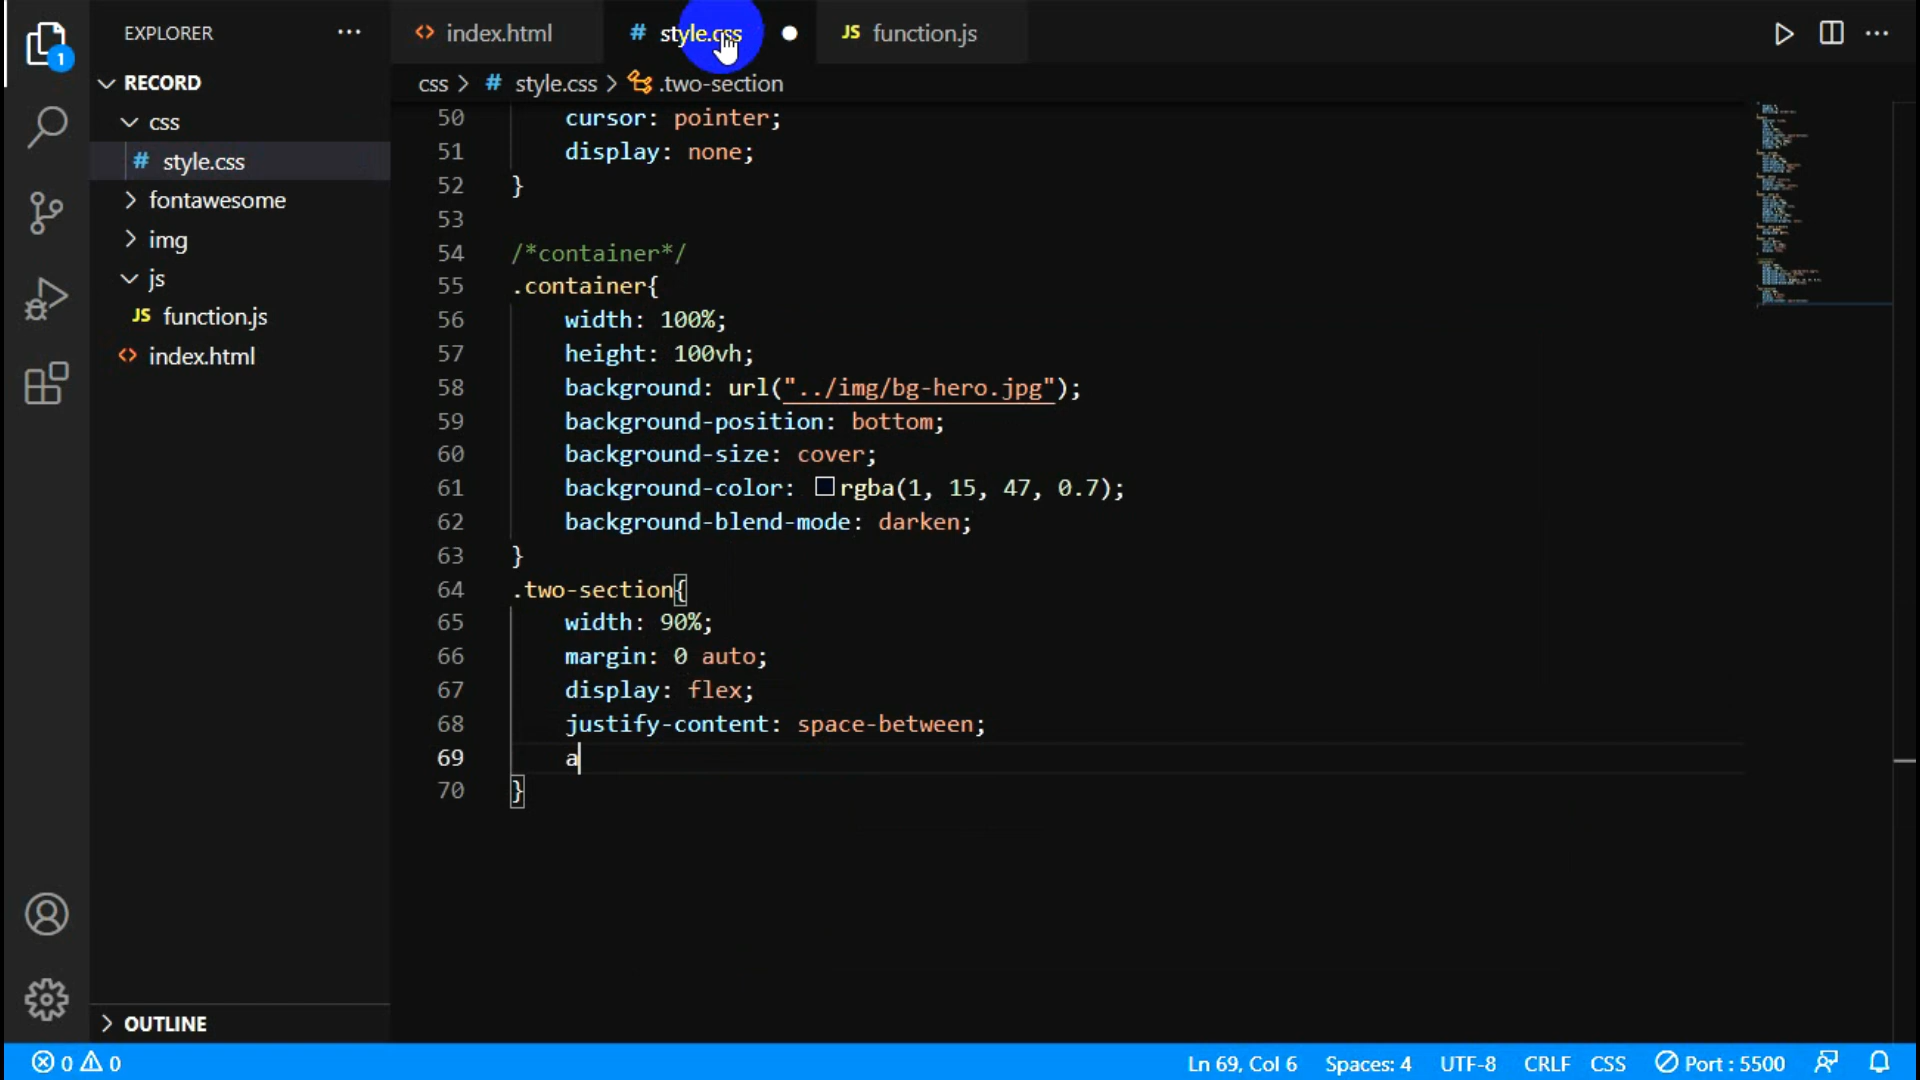 1
EXPLORER
RECORD
css
# style.css
fontawesome
img
js
JS function.js
<> index.html
OUTLINE
<> index.html
# style.css
JS function.js
css > # style.css > .two-section
50 cursor: pointer;
51 display: none;
52 }
53
54 /*container*/
55 .container{
56 width: 100%;
57 height: 100vh;
58 background: url("../img/bg-hero.jpg");
59 background-position: bottom;
60 background-size: cover;
61 background-color: rgba(1, 15, 47, 0.7);
62 background-blend-mode: darken;
63 }
64 .two-section{
65 width: 90%;
66 margin: 0 auto;
67 display: flex;
68 justify-content: space-between;
69 a
70 }
0 0 Ln 69, Col 6 Spaces: 4 UTF-8 CRLF CSS Port : 5500